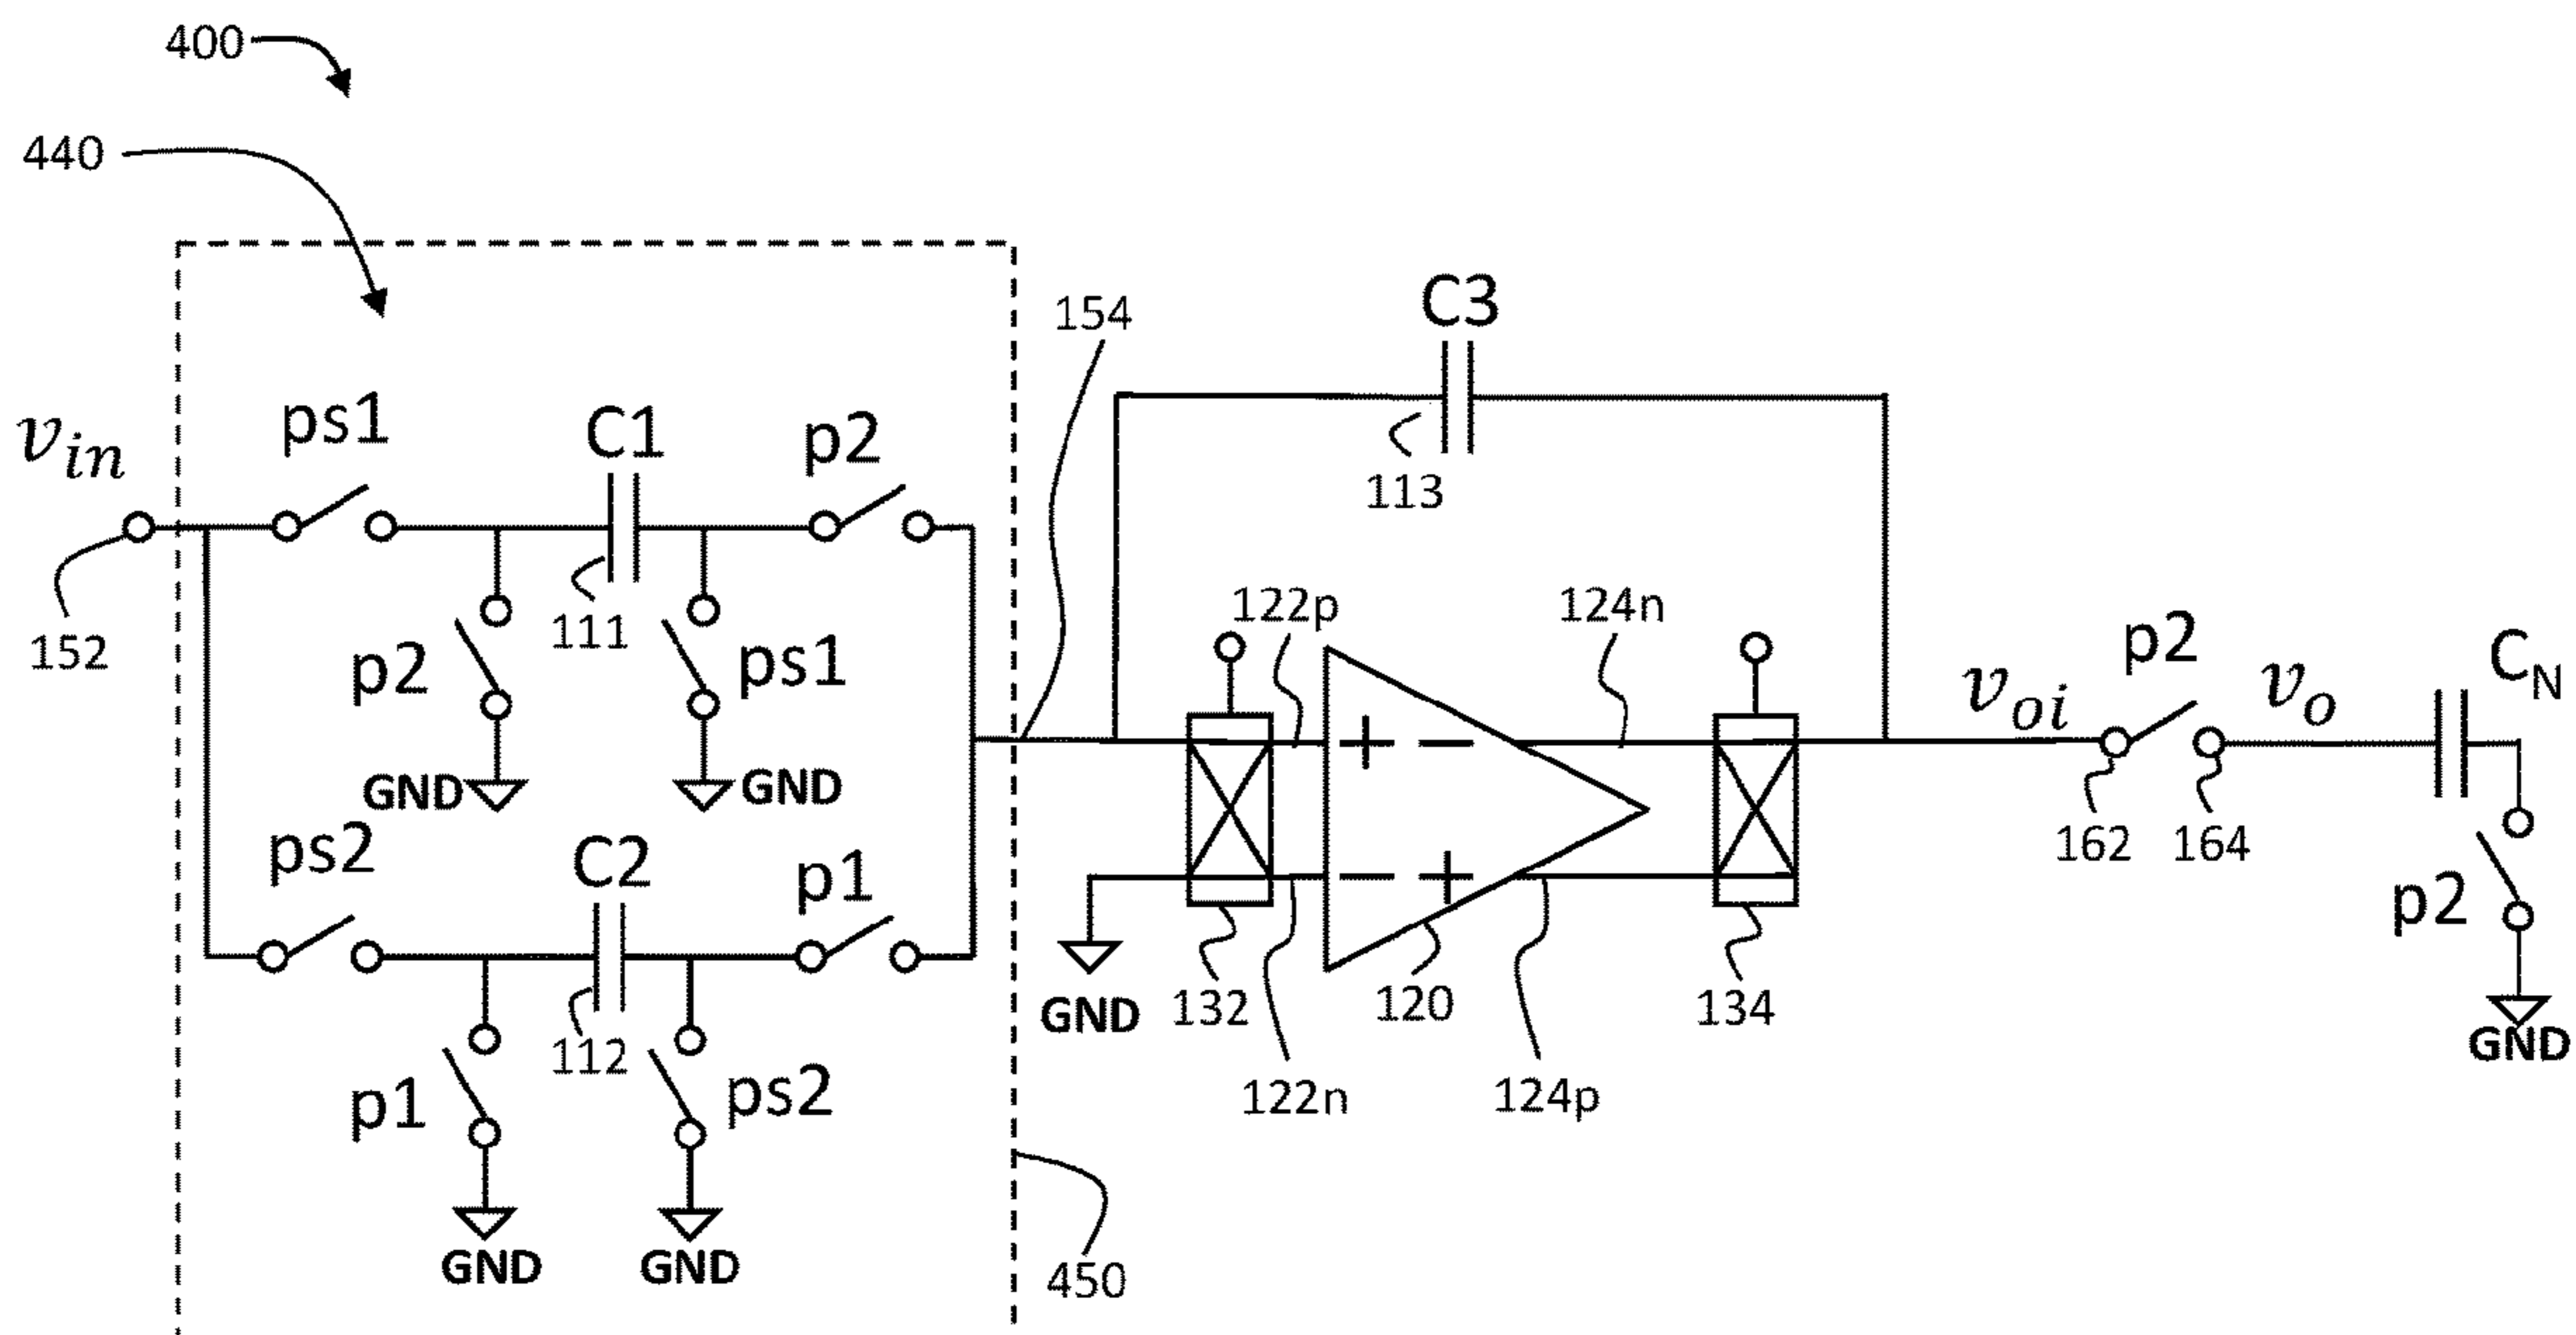 400
440
154
C3
v_in
ps1
C1
p2
113
152
p2
111
ps1
122p
124n
v_oi
p2
v_o
C_N
GND
GND
ps2
C2
p1
162
164
p2
GND
132
120
134
GND
p1
112
ps2
122n
124p
GND
GND
450